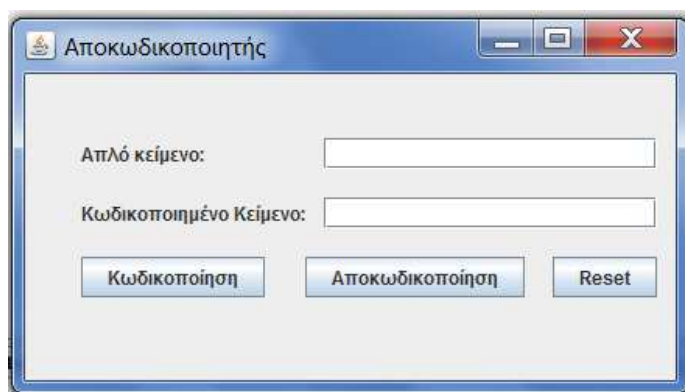 Αποκωδικοποιητής
Απλό κείμενο:
Κωδικοποιημένο Κείμενο:
Κωδικοποίηση Αποκωδικοποίηση Reset